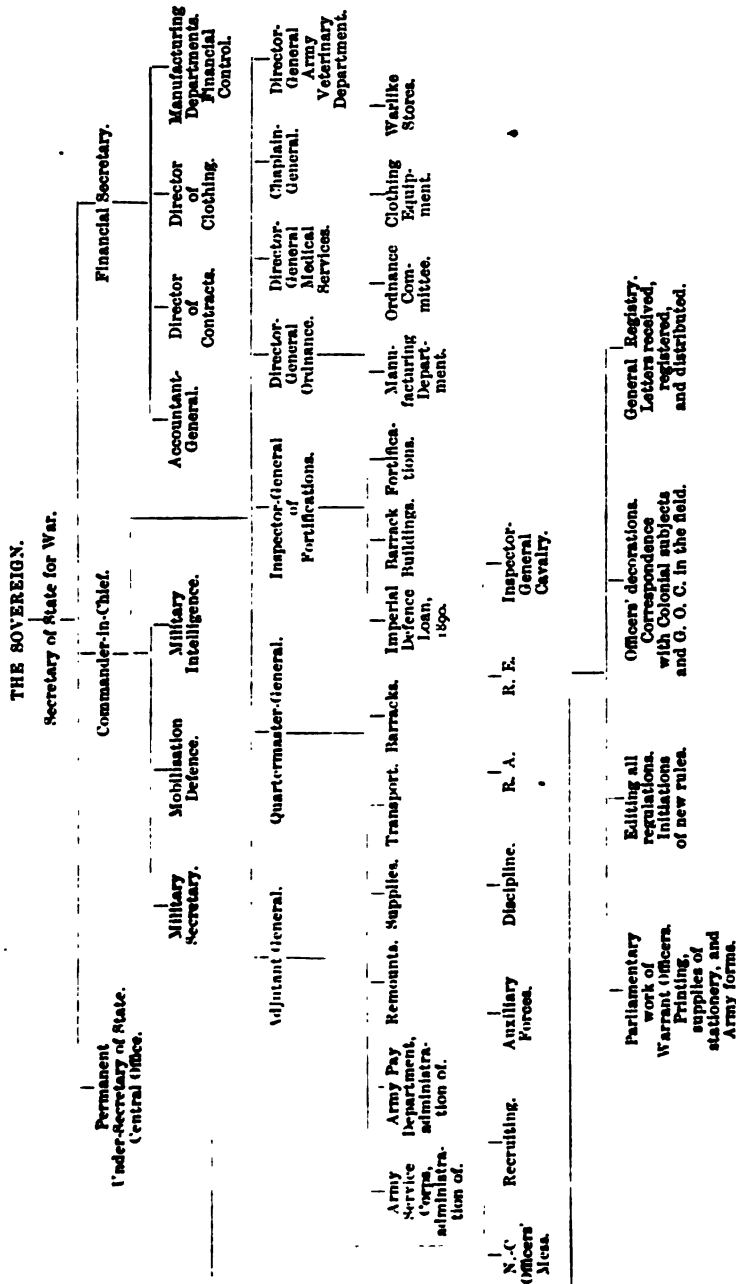 THE SOVEREIGN.
Secretary of State for War.
Permanent
Under-Secretary of State.
Central Office.
Commander-in-Chief.
Financial Secretary.
Military
Secretary.
Mobilisation
Defence.
Military
Intelligence.
Accountant-
General.
Director
of
Contracts.
Director
of
Clothing.
Manufacturing
Departments.
Financial
Control.
Adjutant General.
Quartermaster-General.
Inspector-General
of
Fortifications.
Director-
General
Ordnance.
Director-
General
Medical
Services.
Chaplain-
General.
Director-
General
Army
Veterinary
Department.
Army
Service
Corps,
administra-
tion of.
Army Pay
Department,
administra-
tion of.
Remounts.
Supplies.
Transport.
Barracks.
Imperial
Defence
Loan,
1890.
Barrack
Buildings.
Fortifica-
tions.
Manu-
facturing
Depart-
ment.
Ordnance
Com-
mittee.
Clothing
Equip-
ment.
Warlike
Stores.
N.-C
Officers'
Mess.
Recruiting.
Auxiliary
Forces.
Discipline.
R. A.
R. E.
Inspector-
General
Cavalry.
Parliamentary
work of
Warrant Officers.
Printing,
supplies of
stationery, and
Army forms.
Editing all
regulations.
Initiations
of new rules.
Officers' decorations.
Correspondence
with Colonial subjects
and G. O. C. in the field.
General Registry.
Letters received,
registered,
and distributed.